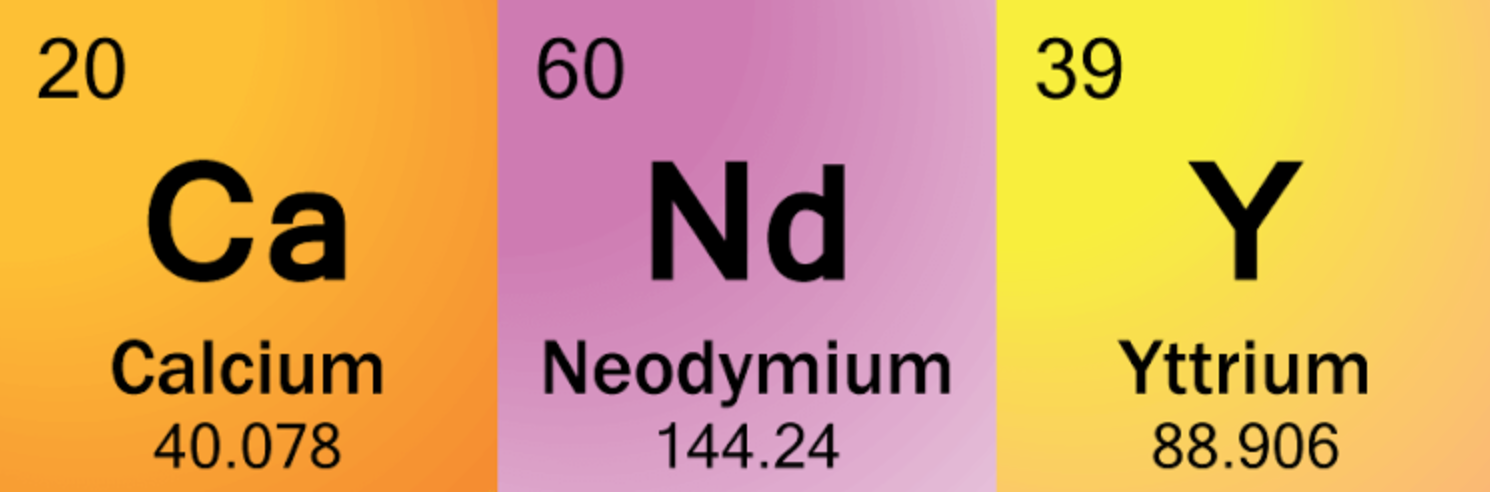 20
Ca
Calcium
40.078
60
Nd
Neodymium
144.24
39
Y
Yttrium
88.906